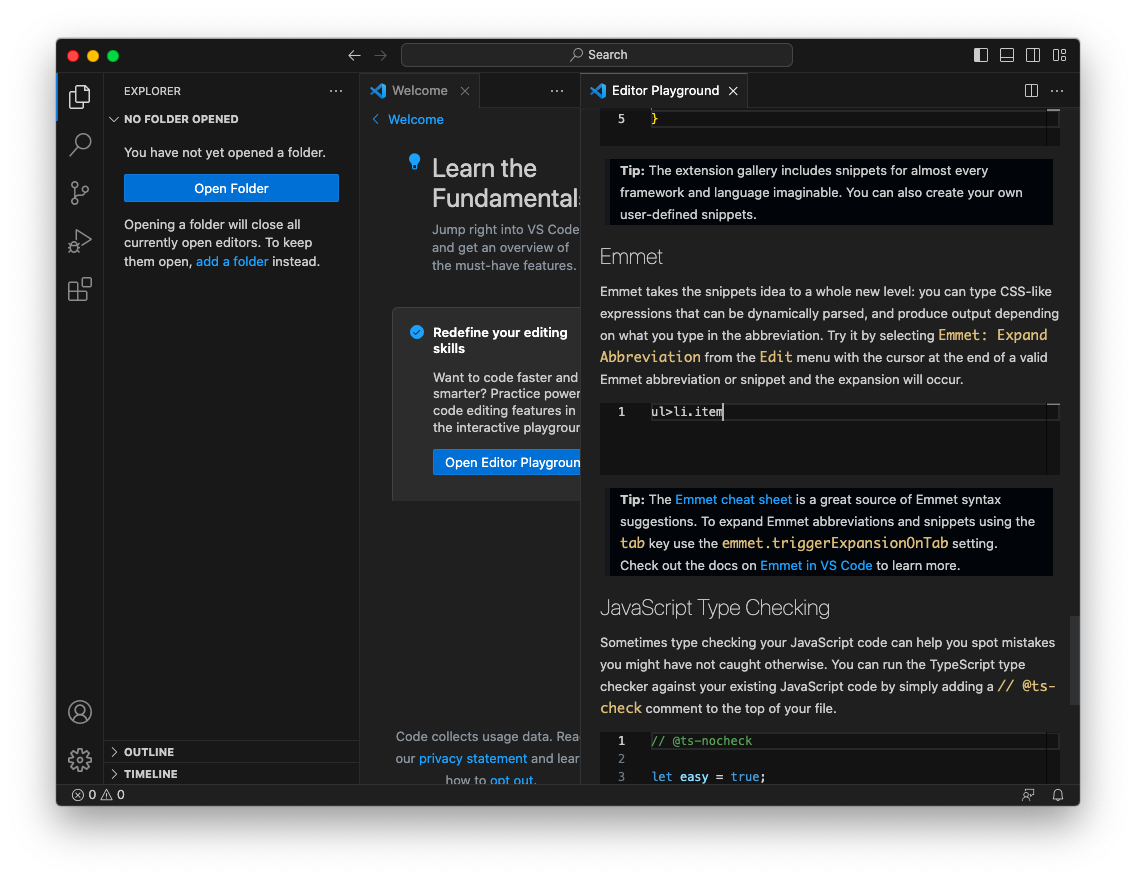 Search
EXPLORER
NO FOLDER OPENED
You have not yet opened a folder.
Open Folder
Opening a folder will close all
currently open editors. To keep
them open, add a folder instead.
OUTLINE
TIMELINE
Welcome
Welcome
Learn the
Fundamentals
Jump right into VS Code
and get an overview of
the must-have features.
Redefine your editing
skills
Want to code faster and
smarter? Practice power
code editing features in
the interactive playgroun
Open Editor Playgroun
Code collects usage data. Rea
our privacy statement and lear
how to opt out.
Editor Playground
5 }
Tip: The extension gallery includes snippets for almost every
framework and language imaginable. You can also create your own
user-defined snippets.
Emmet
Emmet takes the snippets idea to a whole new level: you can type CSS-like
expressions that can be dynamically parsed, and produce output depending
on what you type in the abbreviation. Try it by selecting Emmet: Expand
Abbreviation from the Edit menu with the cursor at the end of a valid
Emmet abbreviation or snippet and the expansion will occur.
1 ul>li.item
Tip: The Emmet cheat sheet is a great source of Emmet syntax
suggestions. To expand Emmet abbreviations and snippets using the
tab key use the emmet.triggerExpansionOnTab setting.
Check out the docs on Emmet in VS Code to learn more.
JavaScript Type Checking
Sometimes type checking your JavaScript code can help you spot mistakes
you might have not caught otherwise. You can run the TypeScript type
checker against your existing JavaScript code by simply adding a // @ts-
check comment to the top of your file.
1 // @ts-nocheck
2
3 let easy = true;
0 0